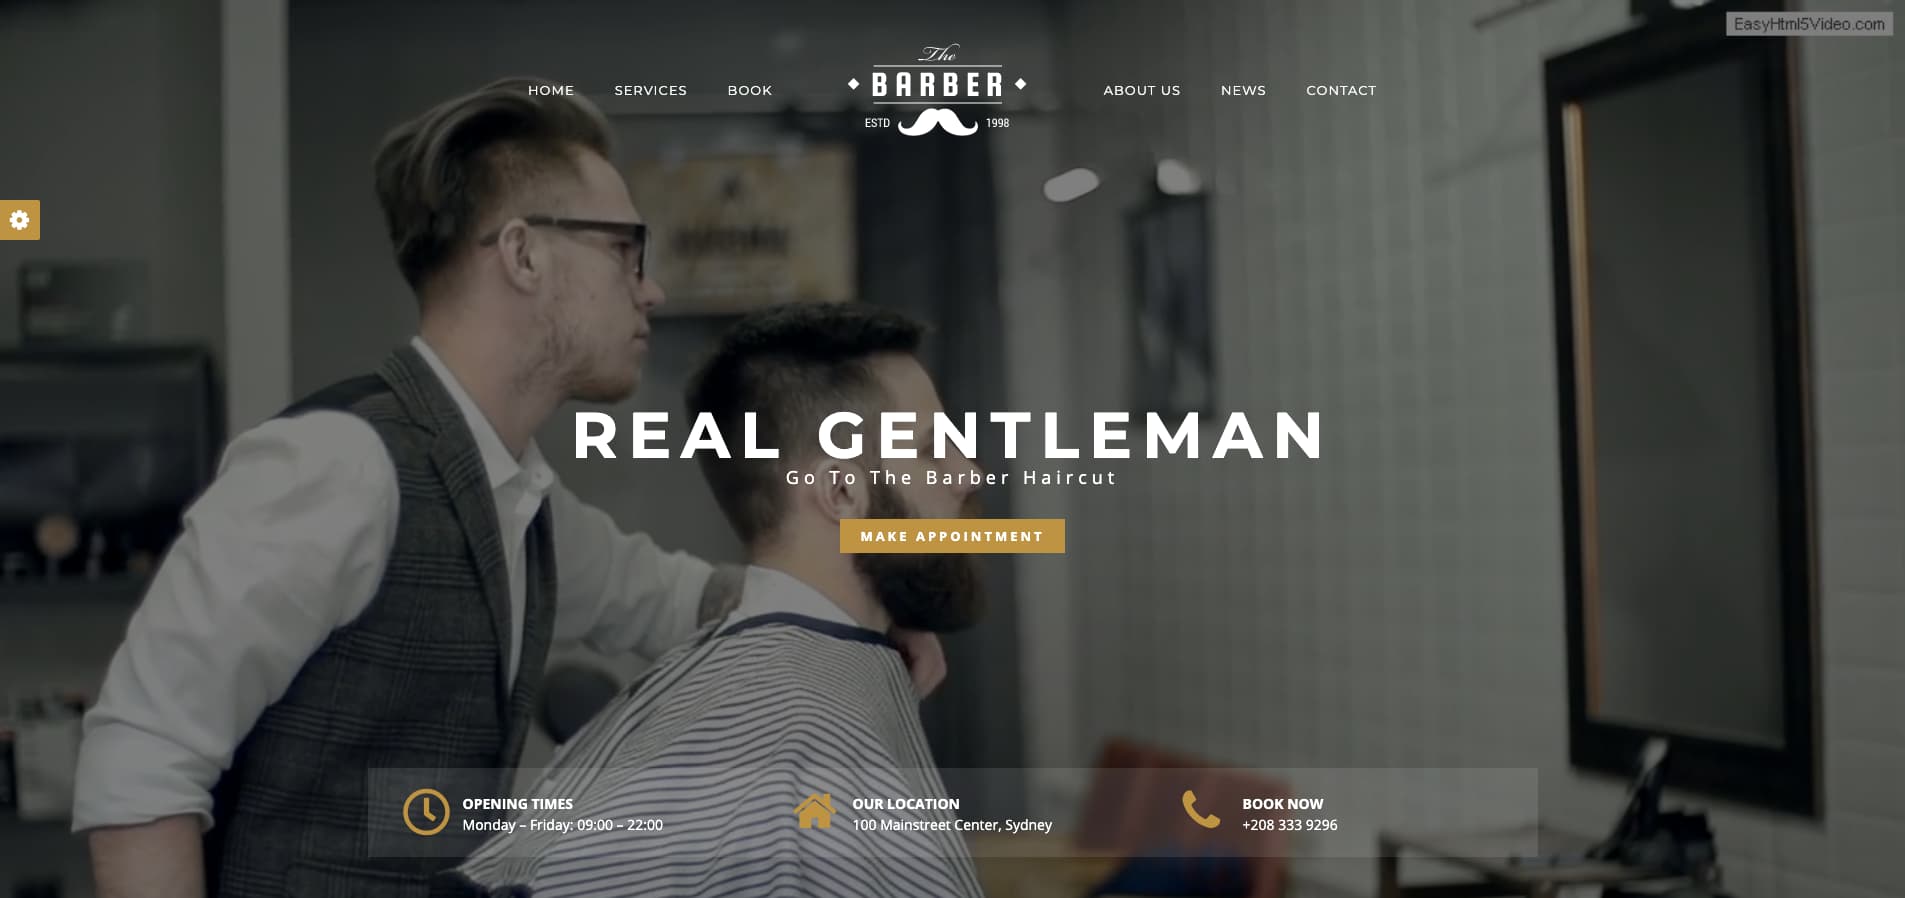 EasyHtml5Video.com
The
BARBER
ESTD 1998
HOME SERVICES BOOK
ABOUT US NEWS CONTACT
REAL GENTLEMAN
Go To The Barber Haircut
MAKE APPOINTMENT
OPENING TIMES
Monday – Friday: 09:00 – 22:00
OUR LOCATION
100 Mainstreet Center, Sydney
BOOK NOW
+208 333 9296